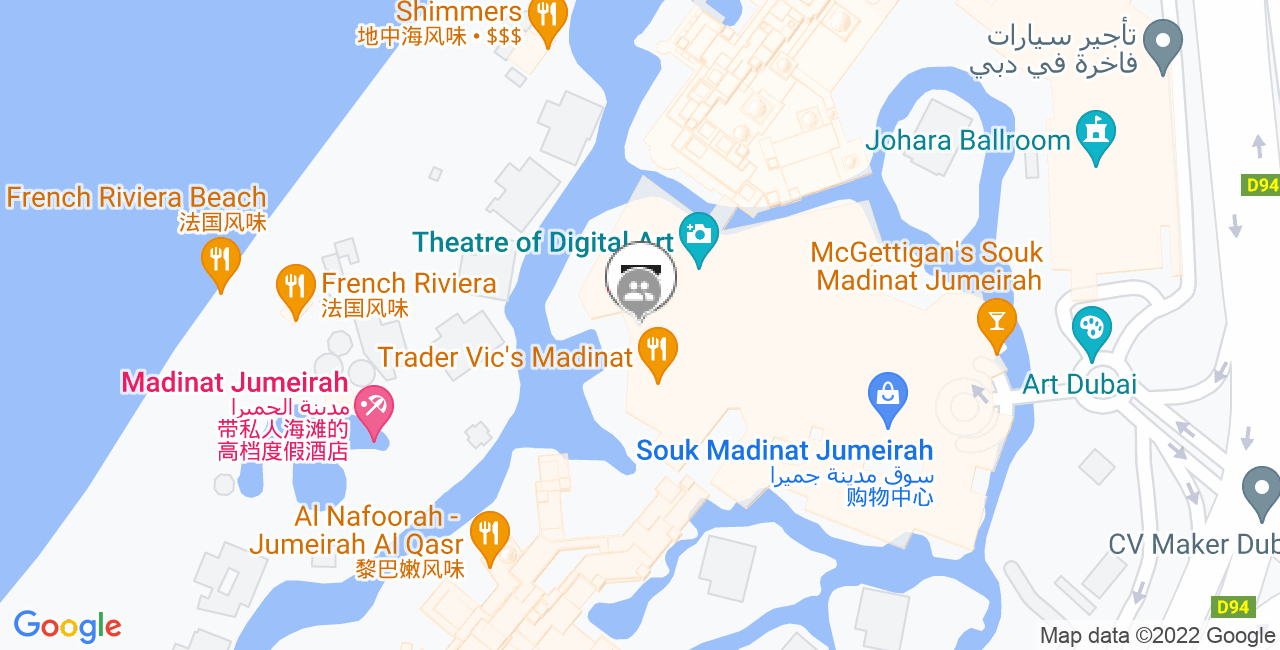 Shimmers
地中海风味 • $$$
تأجير سيارات
فاخرة في دبي
Johara Ballroom
D94
French Riviera Beach
法国风味
Theatre of Digital Art
McGettigan's Souk
Madinat Jumeirah
French Riviera
法国风味
Trader Vic's Madinat
Art Dubai
Madinat Jumeirah
مدينة الجميرا
带私人海滩的
高档度假酒店
Souk Madinat Jumeirah
سوق مدينة جميرا
购物中心
Al Nafoorah -
Jumeirah Al Qasr
黎巴嫩风味
CV Maker Dub
D94
Google
Map data ©2022 Google